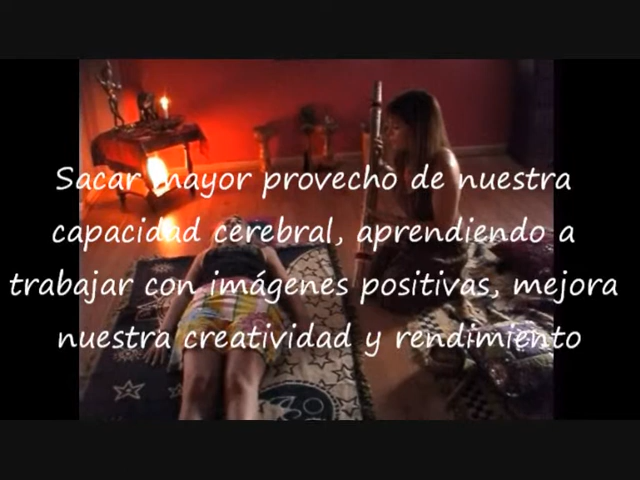 Sacar mayor provecho de nuestra
capacidad cerebral, aprendiendo a
trabajar con imágenes positivas, mejora
nuestra creatividad y rendimiento